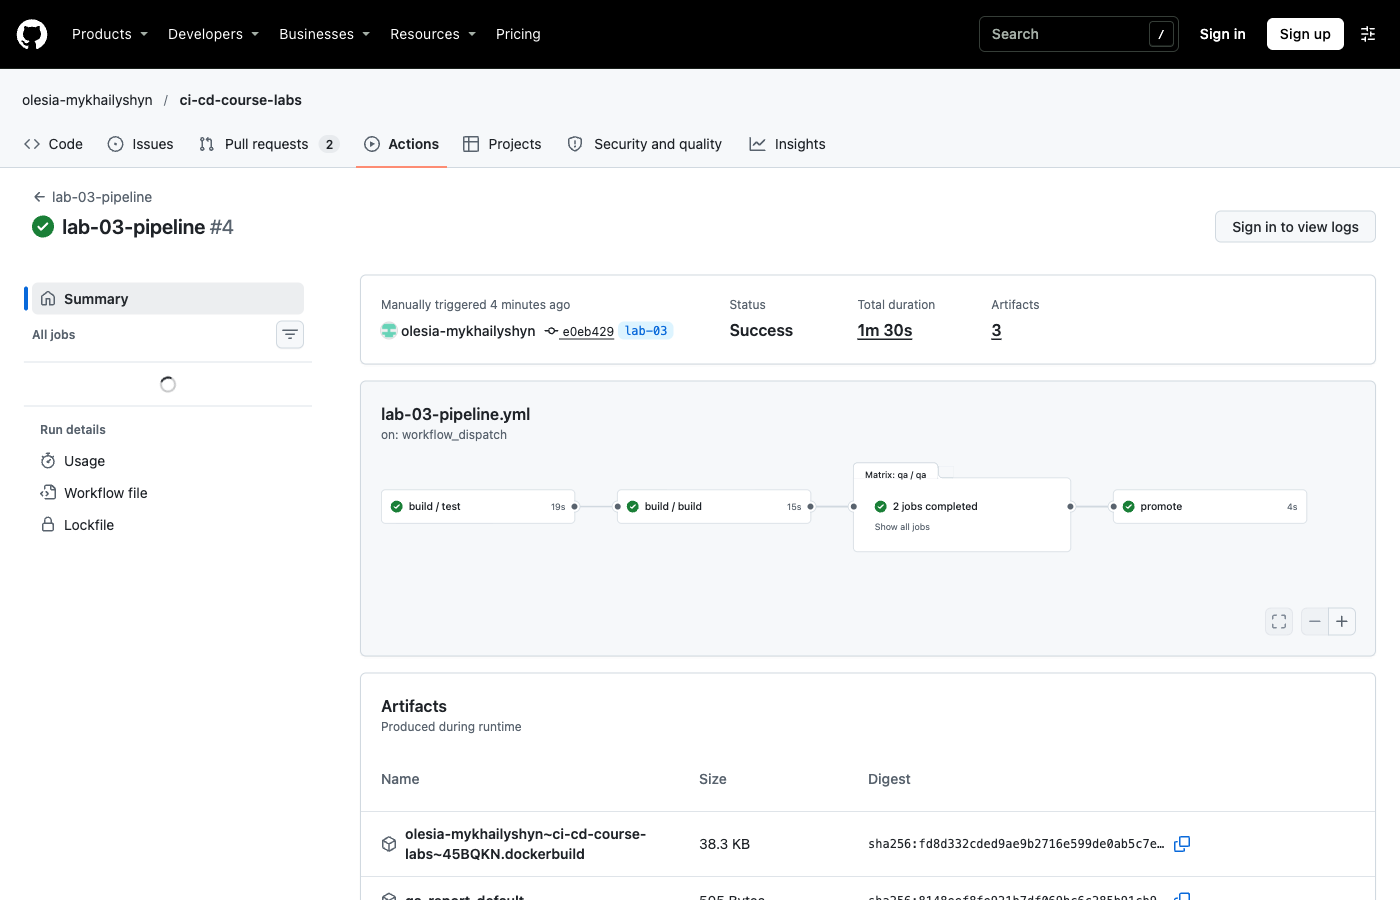 Products Developers Businesses Resources Pricing Search / Sign in Sign up
olesia-mykhailyshyn / ci-cd-course-labs
Code Issues Pull requests 2 Actions Projects Security and quality Insights
lab-03-pipeline
lab-03-pipeline #4
Sign in to view logs
Summary
All jobs
Run details
Usage
Workflow file
Lockfile
Manually triggered 4 minutes ago
olesia-mykhailyshyn e0eb429 lab-03
Status
Success
Total duration
1m 30s
Artifacts
3
lab-03-pipeline.yml
on: workflow_dispatch
build / test 19s
build / build 15s
Matrix: qa / qa
2 jobs completed
Show all jobs
promote 4s
Artifacts
Produced during runtime
Name Size Digest
olesia-mykhailyshyn~ci-cd-course-
labs~45BQKN.dockerbuild
38.3 KB
sha256:fd8d332cded9ae9b2716e599de0ab5c7e…